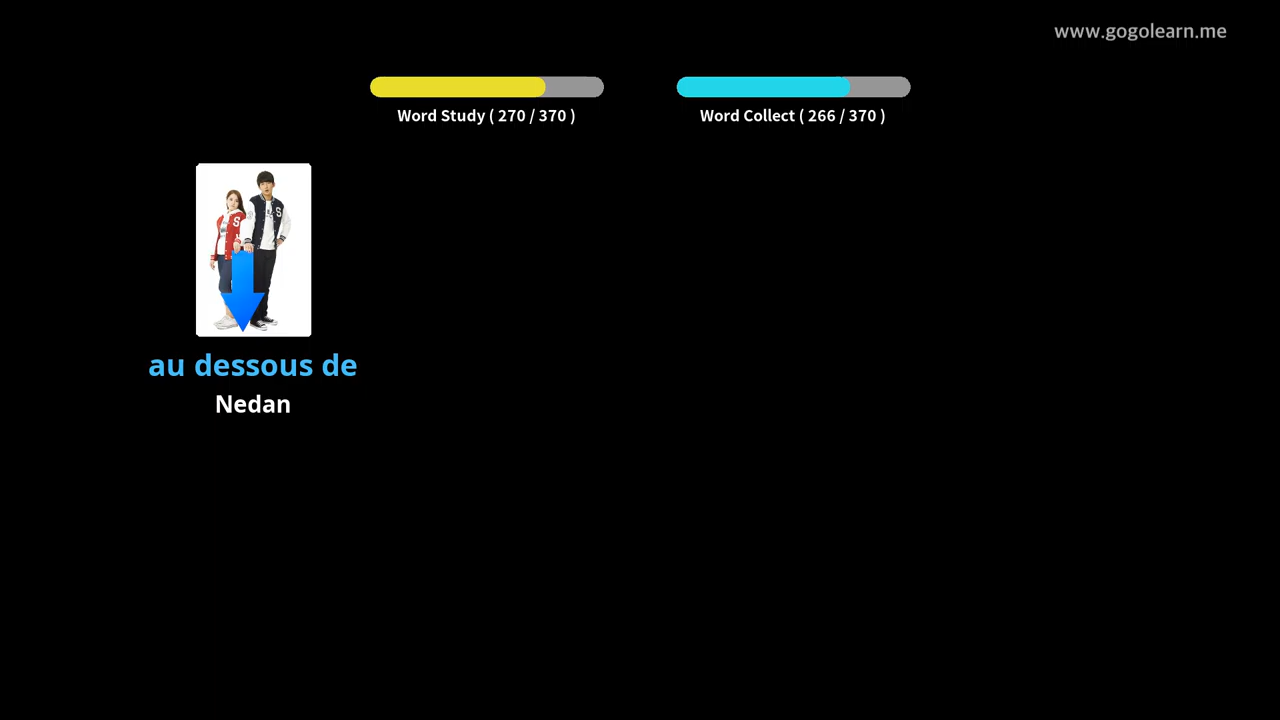 www.gogolearn.me
Word Study ( 270 / 370 )
Word Collect ( 266 / 370 )
S
S
au dessous de
Nedan